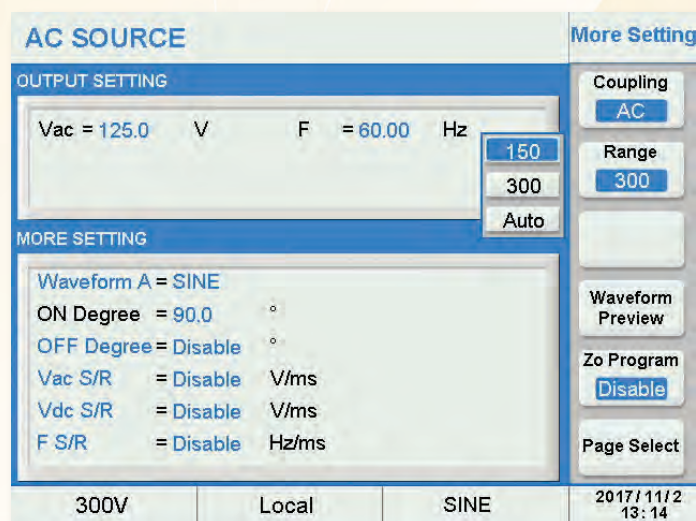 AC SOURCE
More Setting
OUTPUT SETTING
Vac = 125.0 V F = 60.00 Hz
150
300
Auto
MORE SETTING
Waveform A = SINE
ON Degree = 90.0 °
OFF Degree = Disable °
Vac S/R = Disable V/ms
Vdc S/R = Disable V/ms
F S/R = Disable Hz/ms
Coupling
AC
Range
300
Waveform
Preview
Zo Program
Disable
Page Select
300V Local SINE
2017/11/2
13:14